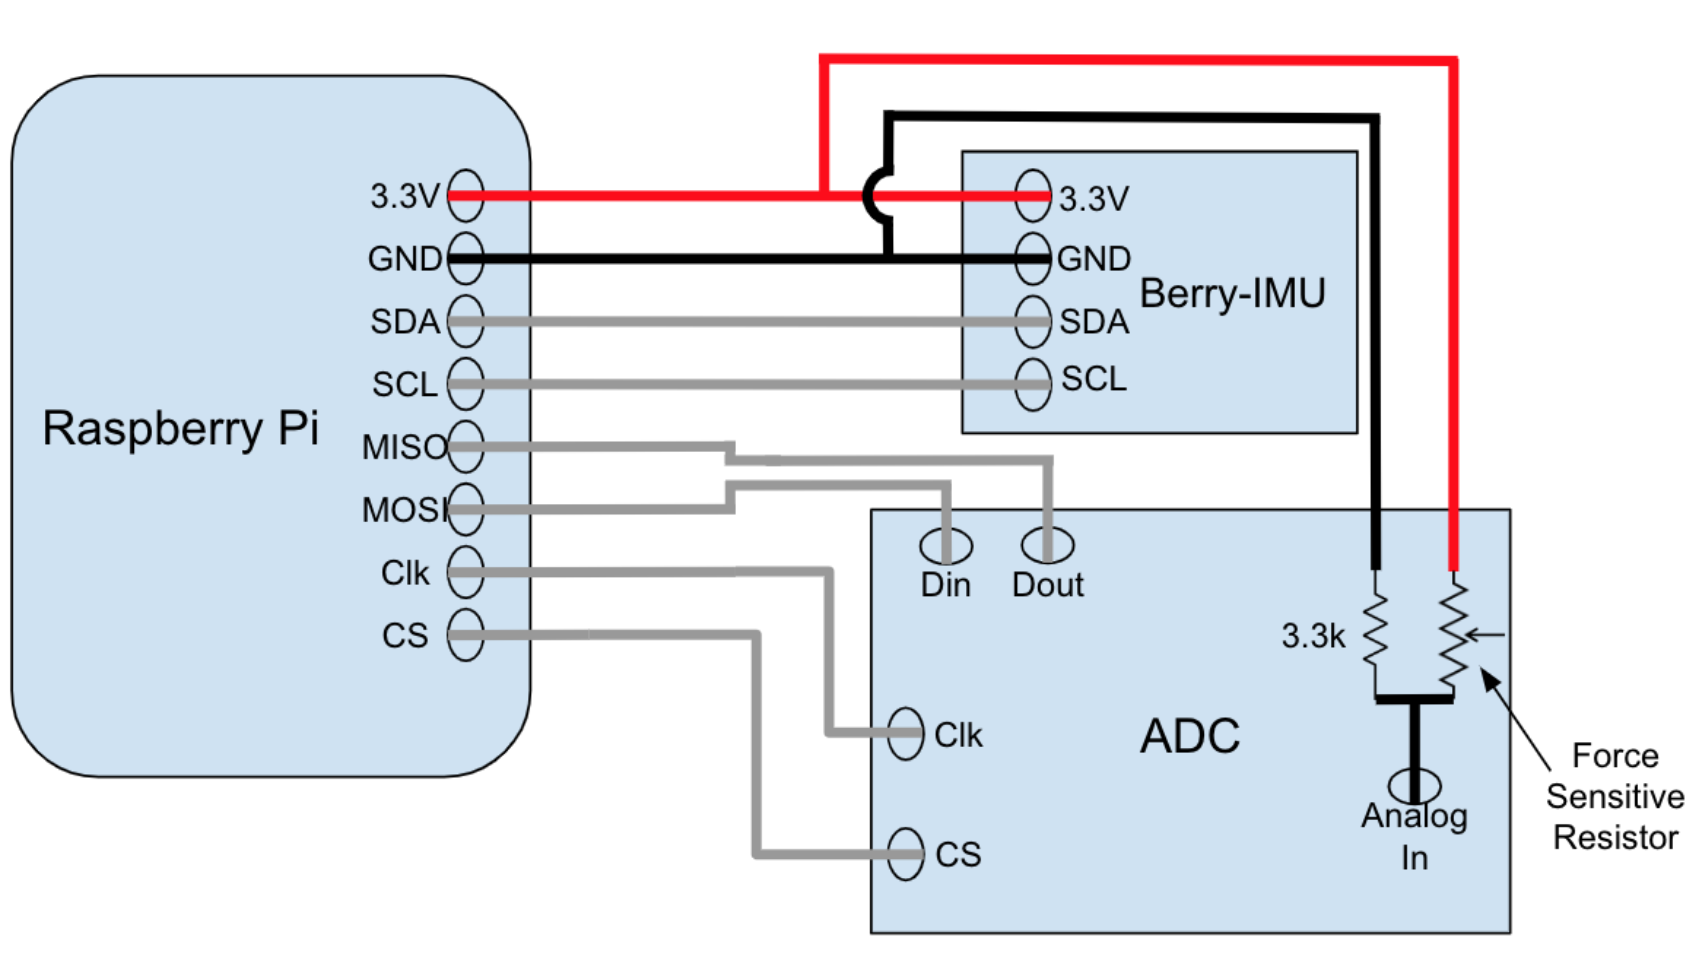 Raspberry Pi
3.3V
GND
SDA
SCL
MISO
MOSI
Clk
CS
3.3V
GND
SDA
SCL
Berry-IMU
Din
Dout
Clk
CS
ADC
3.3k
Analog
In
Force
Sensitive
Resistor